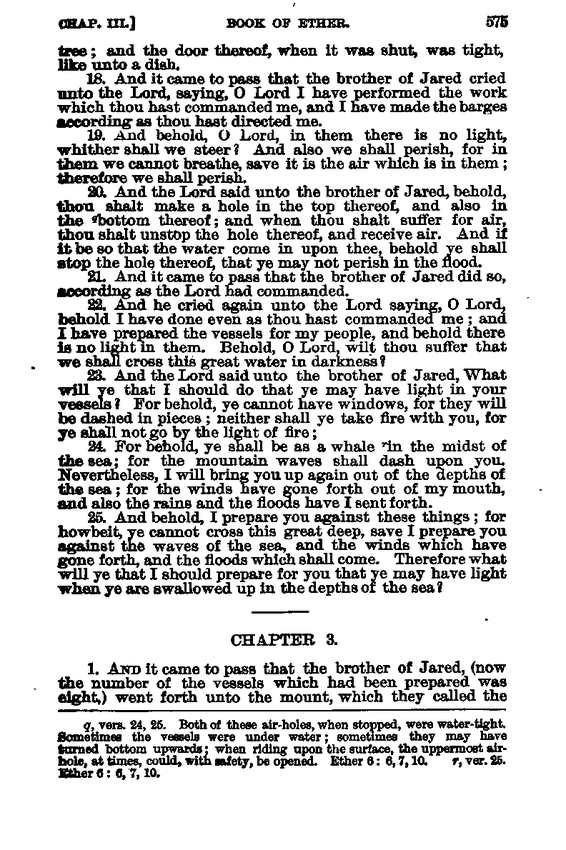 CHAP. III.] BOOK OF ETHER. 575
tree; and the door thereof, when it was shut, was tight,
like unto a dish.
18. And it came to pass that the brother of Jared cried
unto the Lord, saying, O Lord I have performed the work
which thou hast commanded me, and I have made the barges
according as thou hast directed me.
19. And behold, O Lord, in them there is no light,
whither shall we steer? And also we shall perish, for in
them we cannot breathe, save it is the air which is in them;
therefore we shall perish.
20. And the Lord said unto the brother of Jared, behold,
thou shalt make a hole in the top thereof, and also in
the qbottom thereof; and when thou shalt suffer for air,
thou shalt unstop the hole thereof, and receive air. And if
it be so that the water come in upon thee, behold ye shall
stop the hole thereof, that ye may not perish in the flood.
21. And it came to pass that the brother of Jared did so,
according as the Lord had commanded.
22. And he cried again unto the Lord saying, O Lord,
behold I have done even as thou hast commanded me; and
I have prepared the vessels for my people, and behold there
is no light in them. Behold, O Lord, wilt thou suffer that
we shall cross this great water in darkness?
23. And the Lord said unto the brother of Jared, What
will ye that I should do that ye may have light in your
vessels? For behold, ye cannot have windows, for they will
be dashed in pieces; neither shall ye take fire with you, for
ye shall not go by the light of fire;
24. For behold, ye shall be as a whale rin the midst of
the sea; for the mountain waves shall dash upon you.
Nevertheless, I will bring you up again out of the depths of
the sea; for the winds have gone forth out of my mouth,
and also the rains and the floods have I sent forth.
25. And behold, I prepare you against these things; for
howbeit, ye cannot cross this great deep, save I prepare you
against the waves of the sea, and the winds which have
gone forth, and the floods which shall come. Therefore what
will ye that I should prepare for you that ye may have light
when ye are swallowed up in the depths of the sea?
CHAPTER 3.
1. AND it came to pass that the brother of Jared, (now
the number of the vessels which had been prepared was
eight,) went forth unto the mount, which they called the
q, vers. 24, 25. Both of these air-holes, when stopped, were water-tight.
Sometimes the vessels were under water; sometimes they may have
turned bottom upwards; when riding upon the surface, the uppermost air-
hole, at times, could, with safety, be opened. Ether 6: 6, 7, 10. r, ver. 25.
Ether 6: 6, 7, 10.